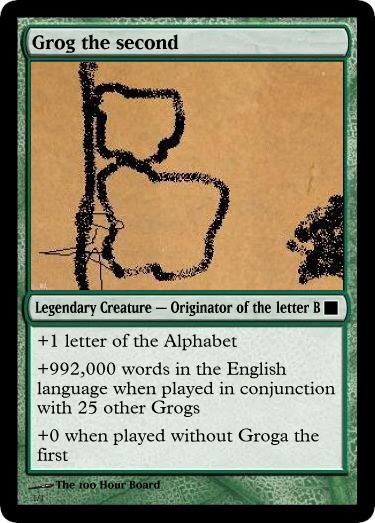 Grog the second
B
Legendary Creature — Originator of the letter B
+1 letter of the Alphabet
+992,000 words in the English
language when played in conjunction
with 25 other Grogs
+0 when played without Groga the
first
The 100 Hour Board
1/1